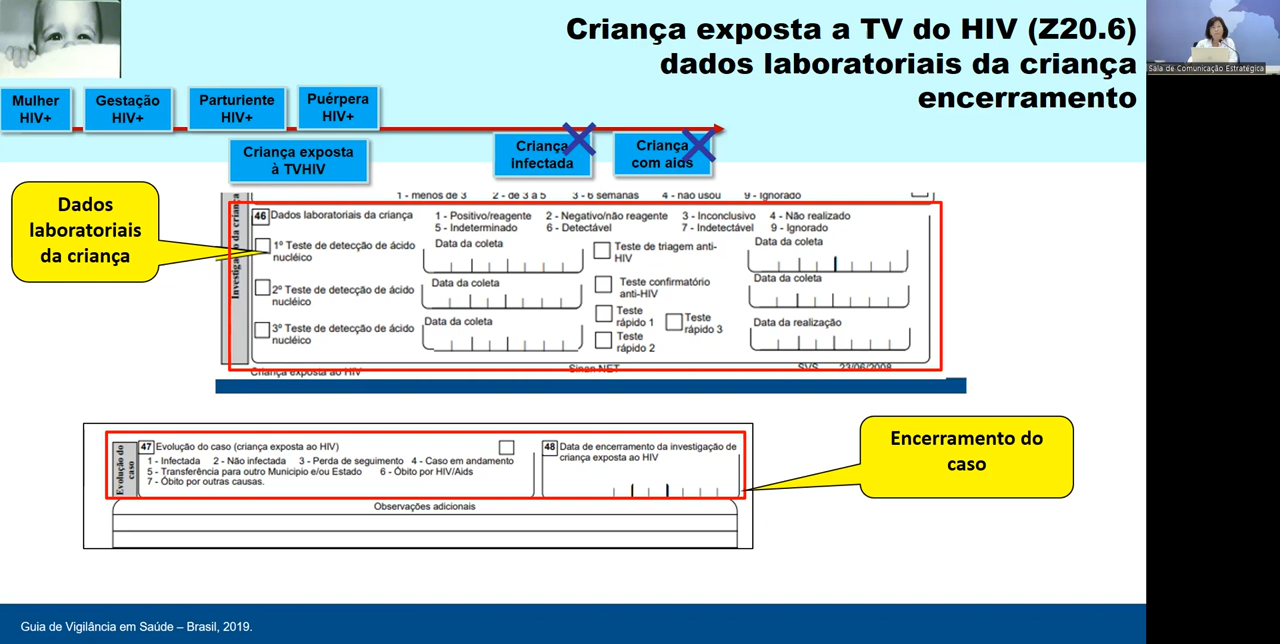 Criança exposta a TV do HIV (Z20.6)
dados laboratoriais da criança
encerramento
Sala de Comunicação Estratégica
Mulher
HIV+
Gestação
HIV+
Parturiente
HIV+
Puérpera
HIV+
Criança exposta
à TVHIV
Criança
infectada
Criança
com aids
Dados
laboratoriais
da criança
1 - menos de 3 2 - de 3 a 5 3 - 6 semanas 4 - não usou 9 - Ignorado
Investigação da criança
46 Dados laboratoriais da criança 1 - Positivo/reagente 2 - Negativo/não reagente 3 - Inconclusivo 4 - Não realizado
5 - Indeterminado 6 - Detectável 7 - Indetectável 9 - Ignorado
1º Teste de detecção de ácido
nucléico
Data da coleta
Teste de triagem anti-
HIV
Data da coleta
2º Teste de detecção de ácido
nucléico
Data da coleta
Teste confirmatório
anti-HIV
Data da coleta
3º Teste de detecção de ácido
nucléico
Data da coleta
Teste
rápido 1
Teste
rápido 2
Teste
rápido 3
Data da realização
Criança exposta ao HIV Sinan NET SVS 23/06/2008
Evolução do
caso
47 Evolução do caso (criança exposta ao HIV)
1 - Infectada 2 - Não infectada 3 - Perda de seguimento 4 - Caso em andamento
5 - Transferência para outro Municipio e/ou Estado 6 - Óbito por HIV/Aids
7 - Óbito por outras causas.
48 Data de encerramento da investigação de
criança exposta ao HIV
Observações adicionais
Encerramento do
caso
Guia de Vigilância em Saúde – Brasil, 2019.